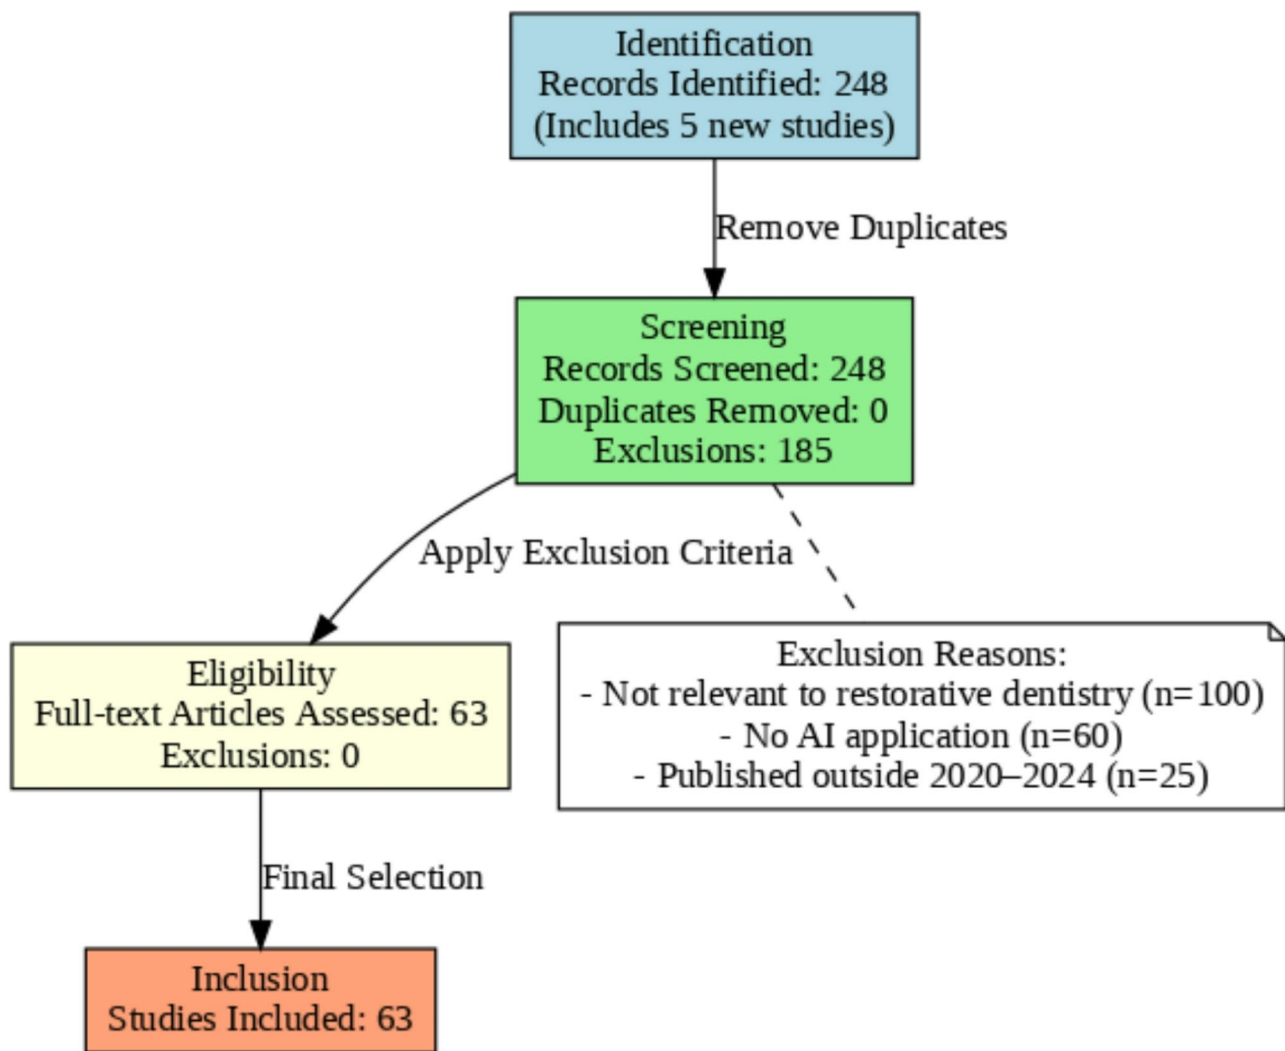 Identification
Records Identified: 248
(Includes 5 new studies)
Remove Duplicates
Screening
Records Screened: 248
Duplicates Removed: 0
Exclusions: 185
Apply Exclusion Criteria
Eligibility
Full-text Articles Assessed: 63
Exclusions: 0
Exclusion Reasons:
- Not relevant to restorative dentistry (n=100)
- No AI application (n=60)
- Published outside 2020–2024 (n=25)
Final Selection
Inclusion
Studies Included: 63